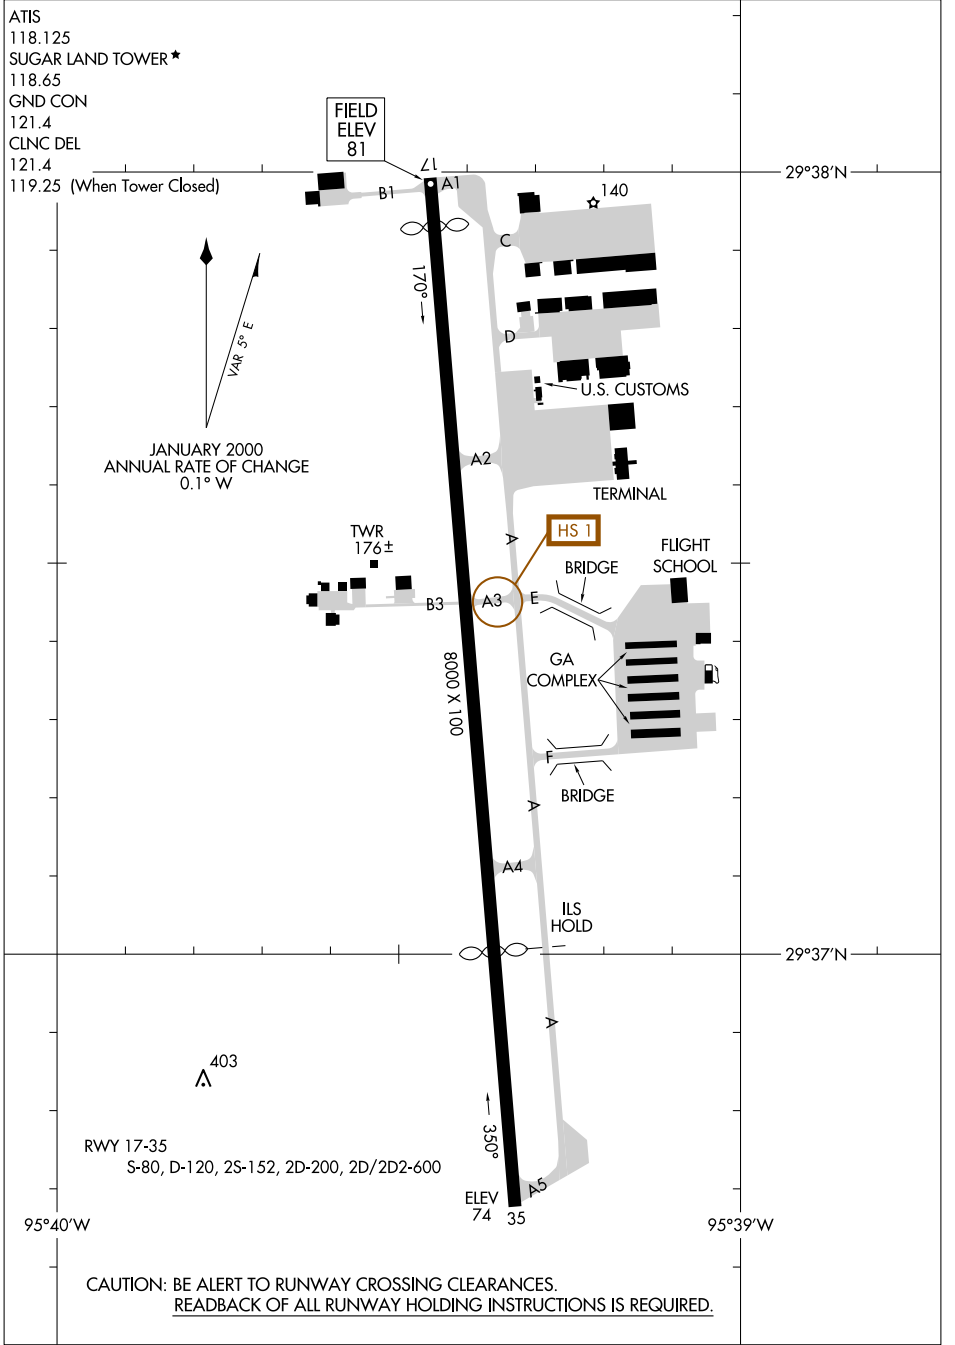 ATIS
118.125
SUGAR LAND TOWER★
118.65
GND CON
121.4
CLNC DEL
121.4
119.25 (When Tower Closed)
FIELD
ELEV
81
17
A1
B1
140
29°38'N
C
170°
VAR 5° E
D
U.S. CUSTOMS
JANUARY 2000
ANNUAL RATE OF CHANGE
0.1° W
A2
TERMINAL
HS 1
A
TWR
176±
BRIDGE
FLIGHT
SCHOOL
B3
A3
E
GA
COMPLEX
8000 X 100
F
BRIDGE
A
A4
ILS
HOLD
29°37'N
A
403
350°
RWY 17-35
S-80, D-120, 2S-152, 2D-200, 2D/2D2-600
A5
ELEV
74
35
95°40'W
95°39'W
CAUTION: BE ALERT TO RUNWAY CROSSING CLEARANCES.
READBACK OF ALL RUNWAY HOLDING INSTRUCTIONS IS REQUIRED.